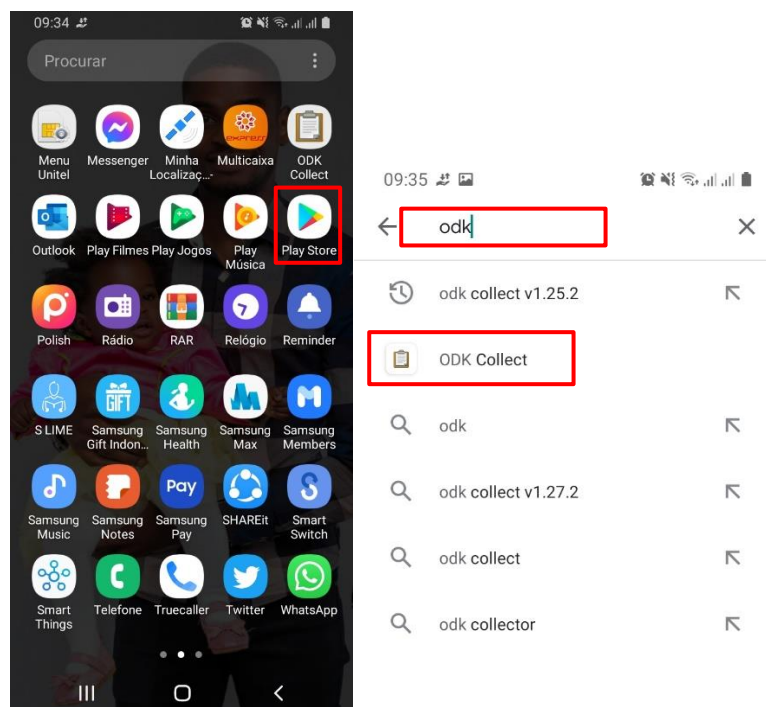 09:34
Procurar
Menu Unitel
Messenger
Minha Localizaç...
Multicaixa
ODK Collect
Outlook
Play Filmes
Play Jogos
Play Música
Play Store
Polish
Rádio
RAR
Relógio
Reminder
S LIME
GIFT
Samsung Gift Indon...
Samsung Health
Samsung Max
Samsung Members
Samsung Music
Samsung Notes
Pay
Samsung Pay
SHAREit
Smart Switch
Smart Things
Telefone
Truecaller
Twitter
WhatsApp
09:35
odk
odk collect v1.25.2
ODK Collect
odk
odk collect v1.27.2
odk collect
odk collector